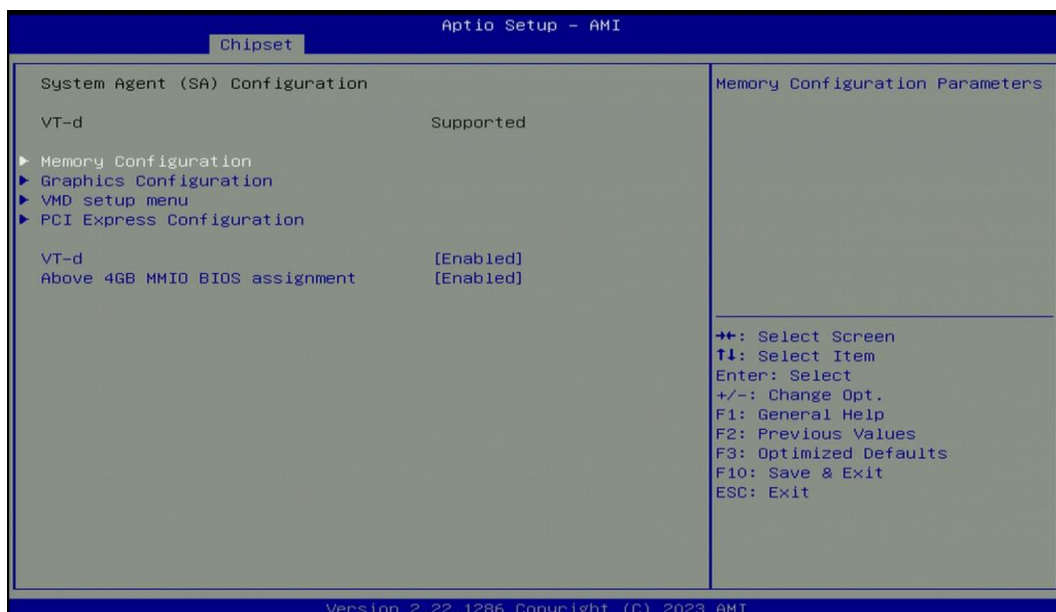 Aptio Setup - AMI
Chipset
System Agent (SA) Configuration
VT-d Supported
Memory Configuration
Graphics Configuration
VMD setup menu
PCI Express Configuration
VT-d [Enabled]
Above 4GB MMIO BIOS assignment [Enabled]
Memory Configuration Parameters
→←: Select Screen
↑↓: Select Item
Enter: Select
+/-: Change Opt.
F1: General Help
F2: Previous Values
F3: Optimized Defaults
F10: Save & Exit
ESC: Exit
Version 2.22.1286 Copyright (C) 2023 AMI